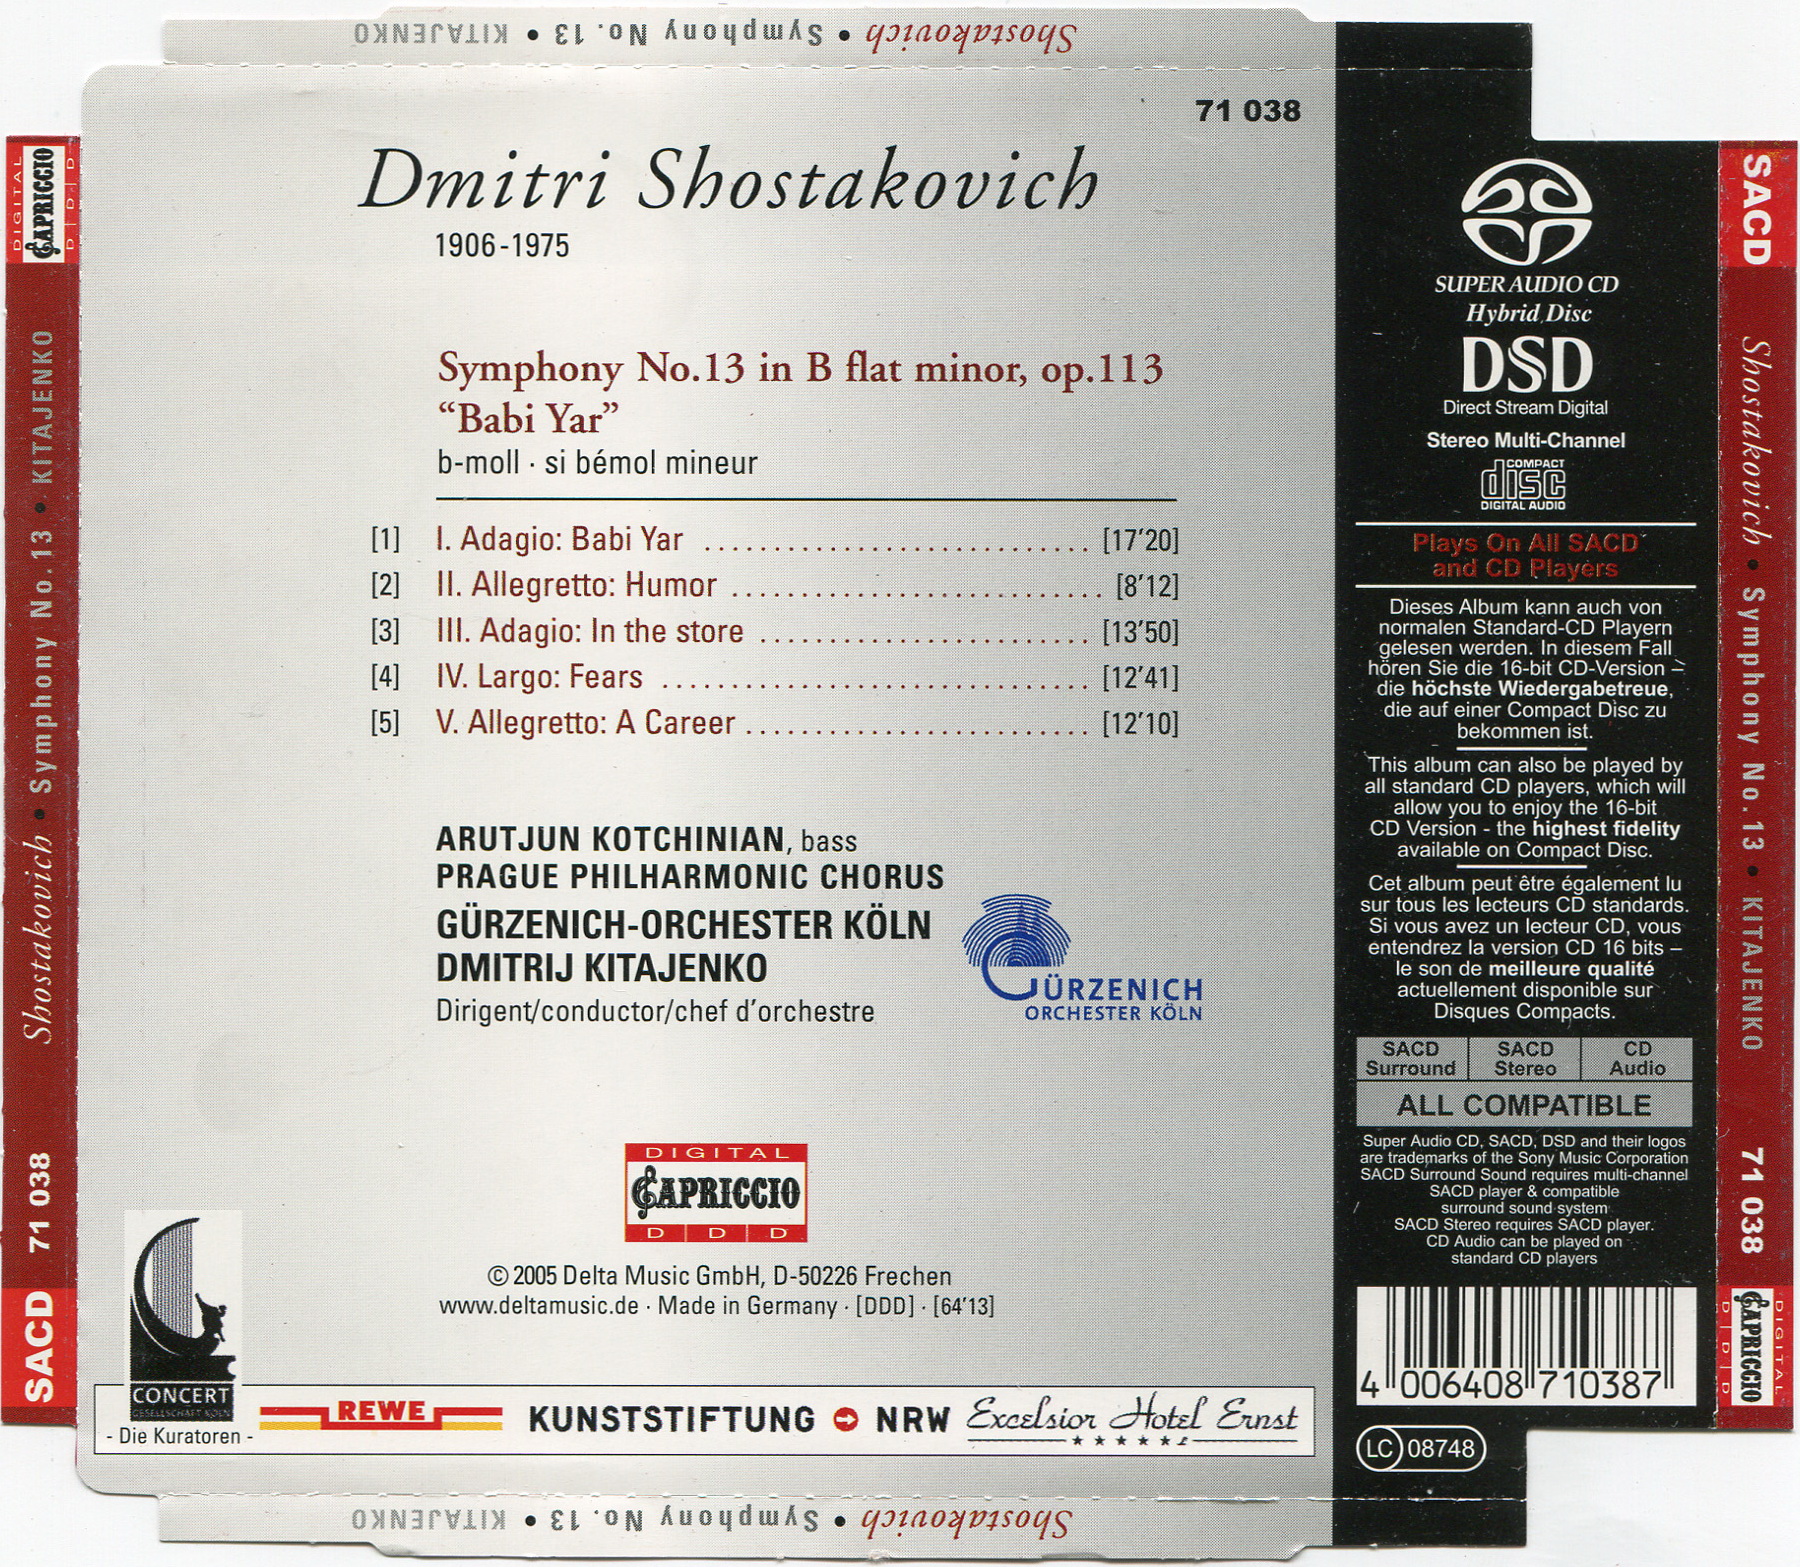 Shostakovich • Symphony No. 13 • KITAJENKO
DIGITAL
CAPRICCIO
D D D
Shostakovich • Symphony No. 13 • KITAJENKO
71 038
SACD
71 038
Dmitri Shostakovich
1906-1975
Symphony No.13 in B flat minor, op.113
“Babi Yar”
b-moll · si bémol mineur
[1] I. Adagio: Babi Yar [17’20]
[2] II. Allegretto: Humor [8’12]
[3] III. Adagio: In the store [13’50]
[4] IV. Largo: Fears [12’41]
[5] V. Allegretto: A Career [12’10]
ARUTJUN KOTCHINIAN, bass
PRAGUE PHILHARMONIC CHORUS
GÜRZENICH-ORCHESTER KÖLN
DMITRIJ KITAJENKO
Dirigent/conductor/chef d’orchestre
GÜRZENICH
ORCHESTER KÖLN
DIGITAL
CAPRICCIO
D D D
© 2005 Delta Music GmbH, D-50226 Frechen
www.deltamusic.de · Made in Germany · [DDD] · [64’13]
CONCERT
GESELLSCHAFT KÖLN
- Die Kuratoren -
REWE
KUNSTSTIFTUNG NRW
Excelsior Hotel Ernst
SUPER AUDIO CD
Hybrid Disc
DSD
Direct Stream Digital
Stereo Multi-Channel
COMPACT
disc
DIGITAL AUDIO
Plays On All SACD
and CD Players
Dieses Album kann auch von
normalen Standard-CD Playern
gelesen werden. In diesem Fall
hören Sie die 16-bit CD-Version –
die höchste Wiedergabetreue,
die auf einer Compact Disc zu
bekommen ist.
This album can also be played by
all standard CD players, which will
allow you to enjoy the 16-bit
CD Version - the highest fidelity
available on Compact Disc.
Cet album peut être également lu
sur tous les lecteurs CD standards.
Si vous avez un lecteur CD, vous
entendrez la version CD 16 bits –
le son de meilleure qualité
actuellement disponible sur
Disques Compacts.
SACD Surround
SACD Stereo
CD Audio
ALL COMPATIBLE
Super Audio CD, SACD, DSD and their logos
are trademarks of the Sony Music Corporation
SACD Surround Sound requires multi-channel
SACD player & compatible
surround sound system
SACD Stereo requires SACD player.
CD Audio can be played on
standard CD players
4 006408 710387
LC 08748
SACD
Shostakovich • Symphony No. 13 • KITAJENKO
71 038
DIGITAL
CAPRICCIO
D D D
Shostakovich • Symphony No. 13 • KITAJENKO